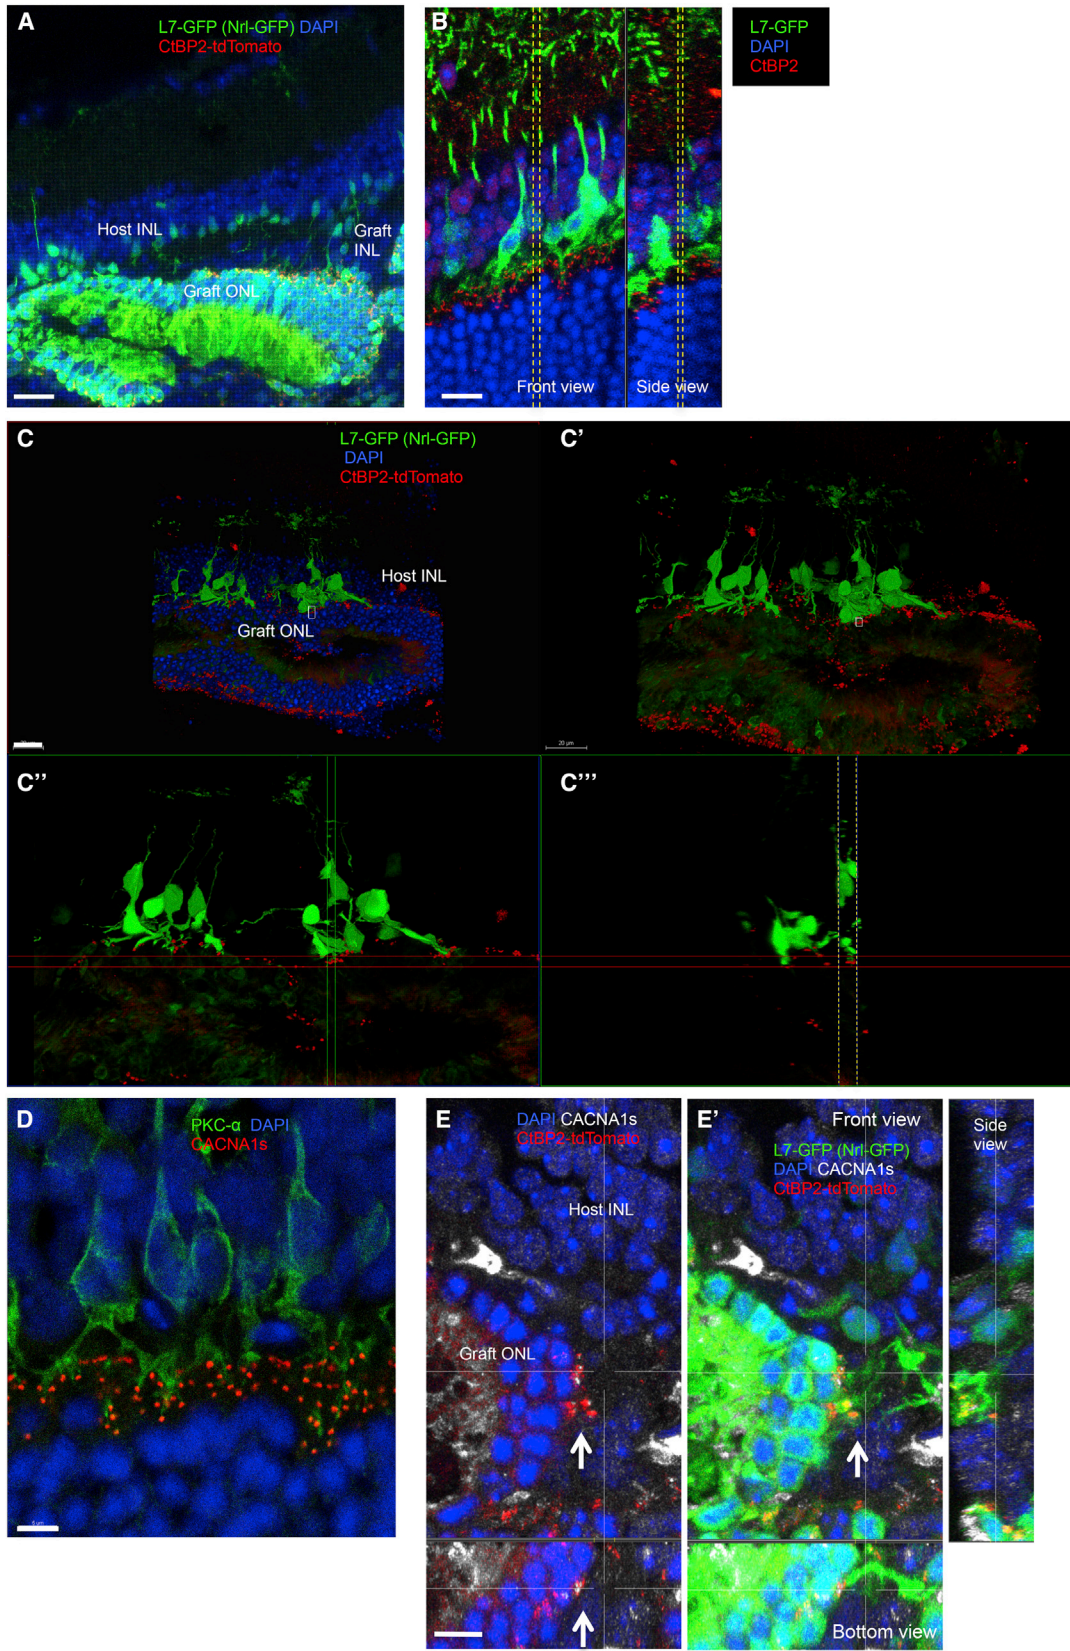 A
L7-GFP (Nrl-GFP) DAPI
CtBP2-tdTomato
Host INL
Graft
INL
Graft ONL
B
Front view
Side view
L7-GFP
DAPI
CtBP2
C
L7-GFP (Nrl-GFP)
DAPI
CtBP2-tdTomato
Host INL
Graft ONL
C'
20 µm
C''
C'''
D
PKC-α DAPI
CACNA1s
E
DAPI CACNA1s
CtBP2-tdTomato
Host INL
Graft ONL
E'
Front view
L7-GFP (Nrl-GFP)
DAPI CACNA1s
CtBP2-tdTomato
Side
view
Bottom view